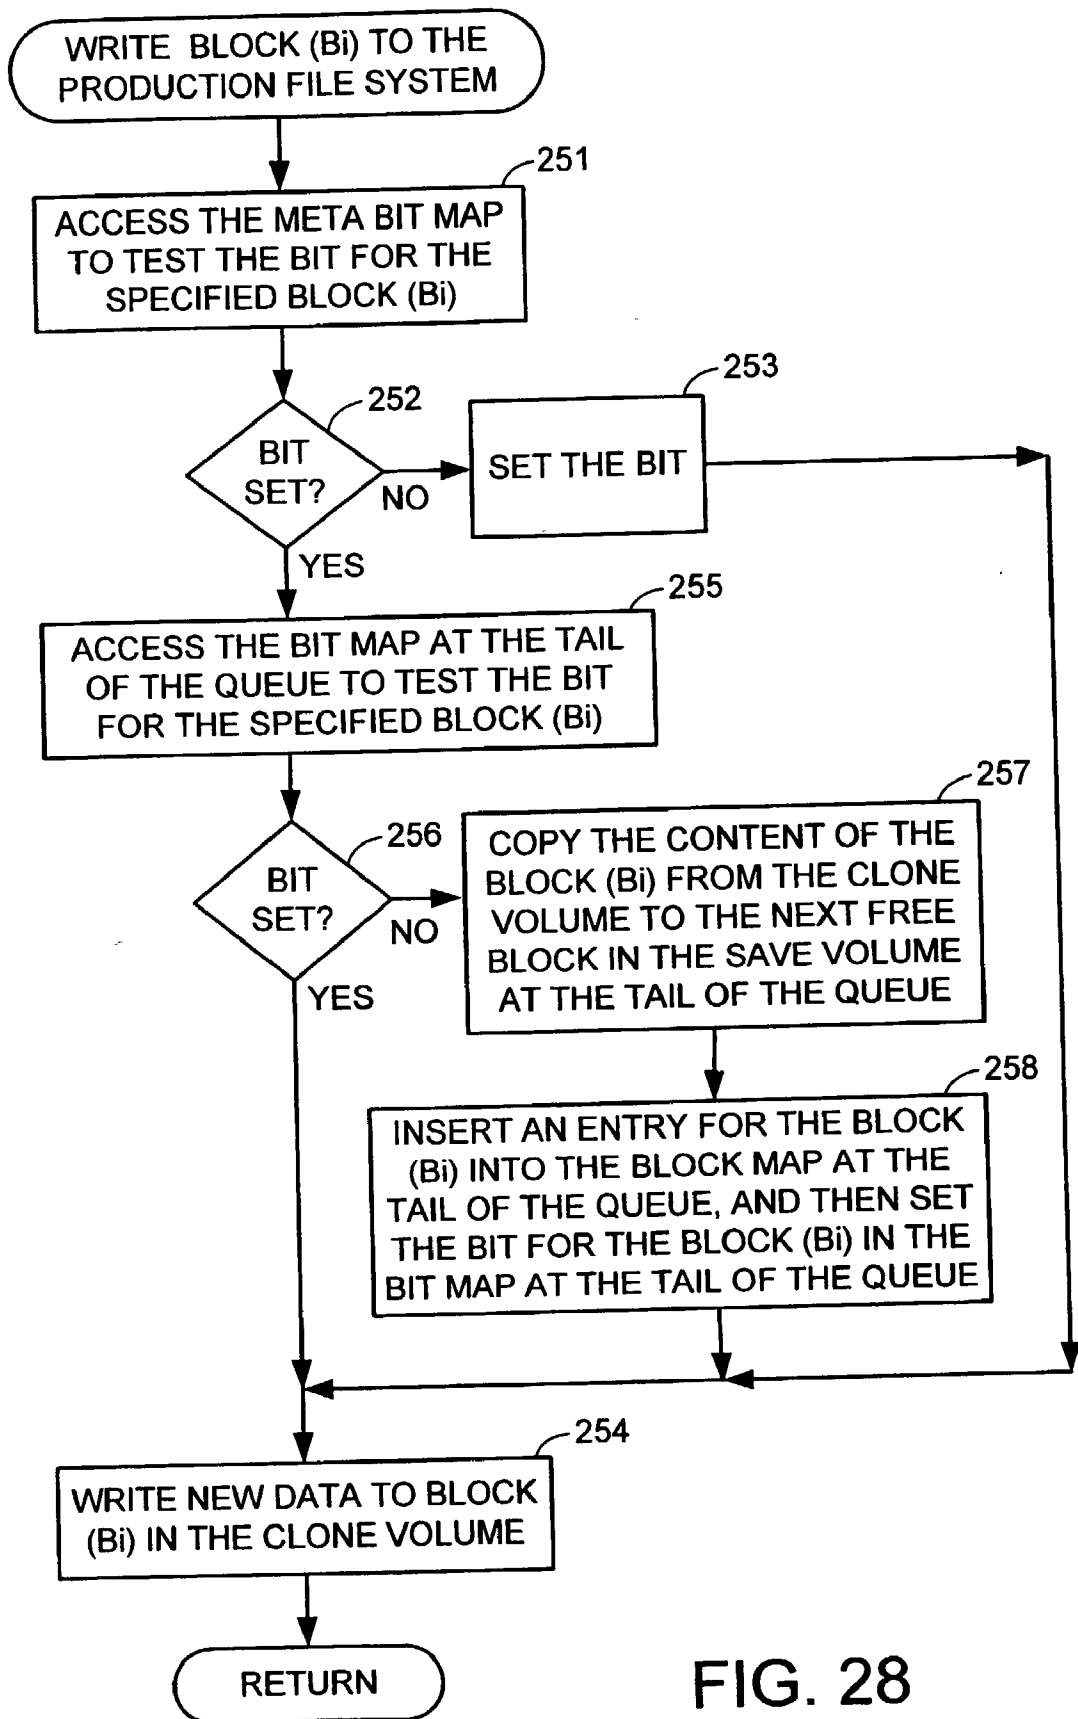 WRITE BLOCK (Bi) TO THE
PRODUCTION FILE SYSTEM
251
ACCESS THE META BIT MAP
TO TEST THE BIT FOR THE
SPECIFIED BLOCK (Bi)
252
BIT
SET?
NO
YES
253
SET THE BIT
255
ACCESS THE BIT MAP AT THE TAIL
OF THE QUEUE TO TEST THE BIT
FOR THE SPECIFIED BLOCK (Bi)
256
BIT
SET?
NO
YES
257
COPY THE CONTENT OF THE
BLOCK (Bi) FROM THE CLONE
VOLUME TO THE NEXT FREE
BLOCK IN THE SAVE VOLUME
AT THE TAIL OF THE QUEUE
258
INSERT AN ENTRY FOR THE BLOCK
(Bi) INTO THE BLOCK MAP AT THE
TAIL OF THE QUEUE, AND THEN SET
THE BIT FOR THE BLOCK (Bi) IN THE
BIT MAP AT THE TAIL OF THE QUEUE
254
WRITE NEW DATA TO BLOCK
(Bi) IN THE CLONE VOLUME
RETURN
FIG. 28